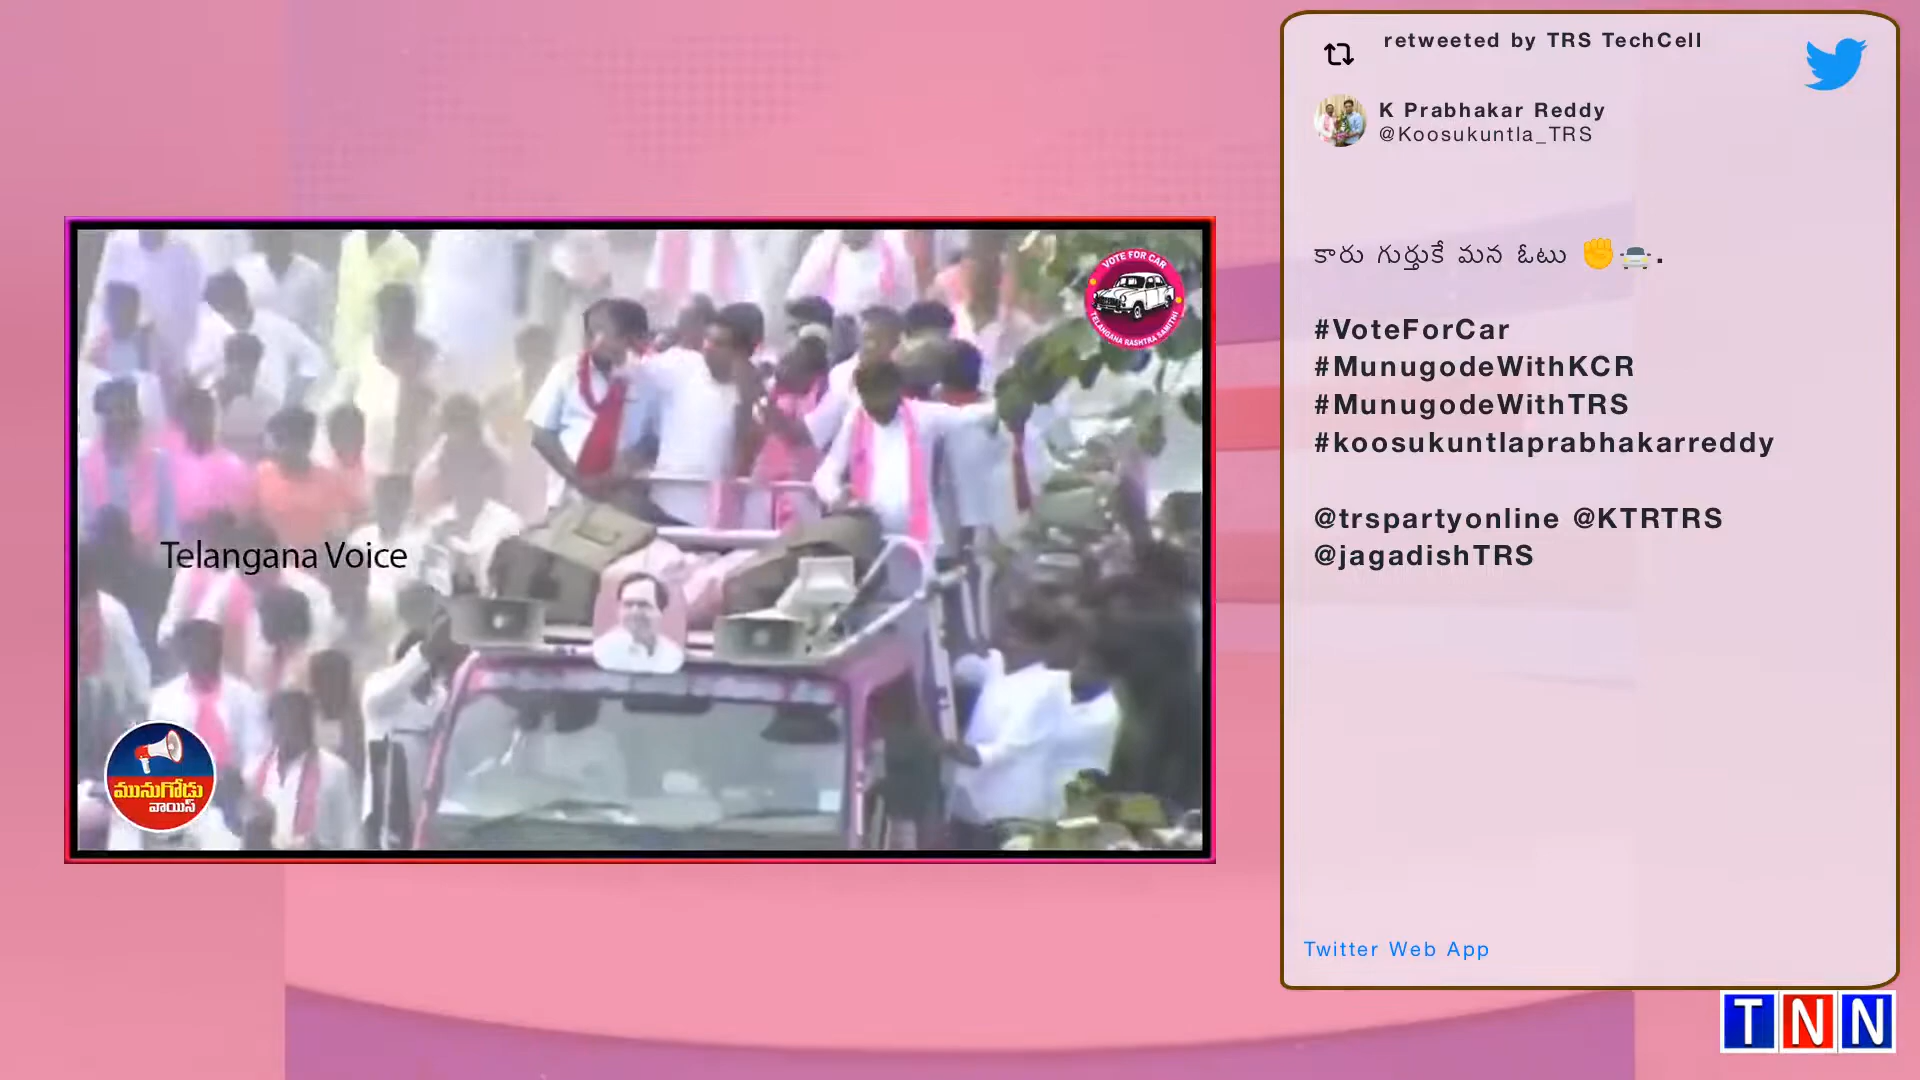 retweeted by TRS TechCell
K Prabhakar Reddy
@Koosukuntla_TRS
కారు గుర్తుకే మన ఓటు ✊🚘.
#VoteForCar
#MunugodeWithKCR
#MunugodeWithTRS
#koosukuntlaprabhakarreddy
@trspartyonline @KTRTRS
@jagadishTRS
Twitter Web App
VOTE FOR CAR
TELANGANA RASHTRA SAMITHI
Telangana Voice
మునుగోడు
వాయిస్
TNN